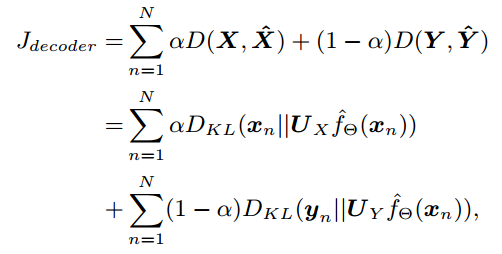 J_{decoder} = \sum_{n=1}^{N} \alpha D(\boldsymbol{X}, \hat{\boldsymbol{X}}) + (1 - \alpha) D(\boldsymbol{Y}, \hat{\boldsymbol{Y}})
= \sum_{n=1}^{N} \alpha D_{KL}(\boldsymbol{x}_n || \boldsymbol{U}_X \hat{f}_{\Theta}(\boldsymbol{x}_n))
+ \sum_{n=1}^{N} (1 - \alpha) D_{KL}(\boldsymbol{y}_n || \boldsymbol{U}_Y \hat{f}_{\Theta}(\boldsymbol{x}_n)),